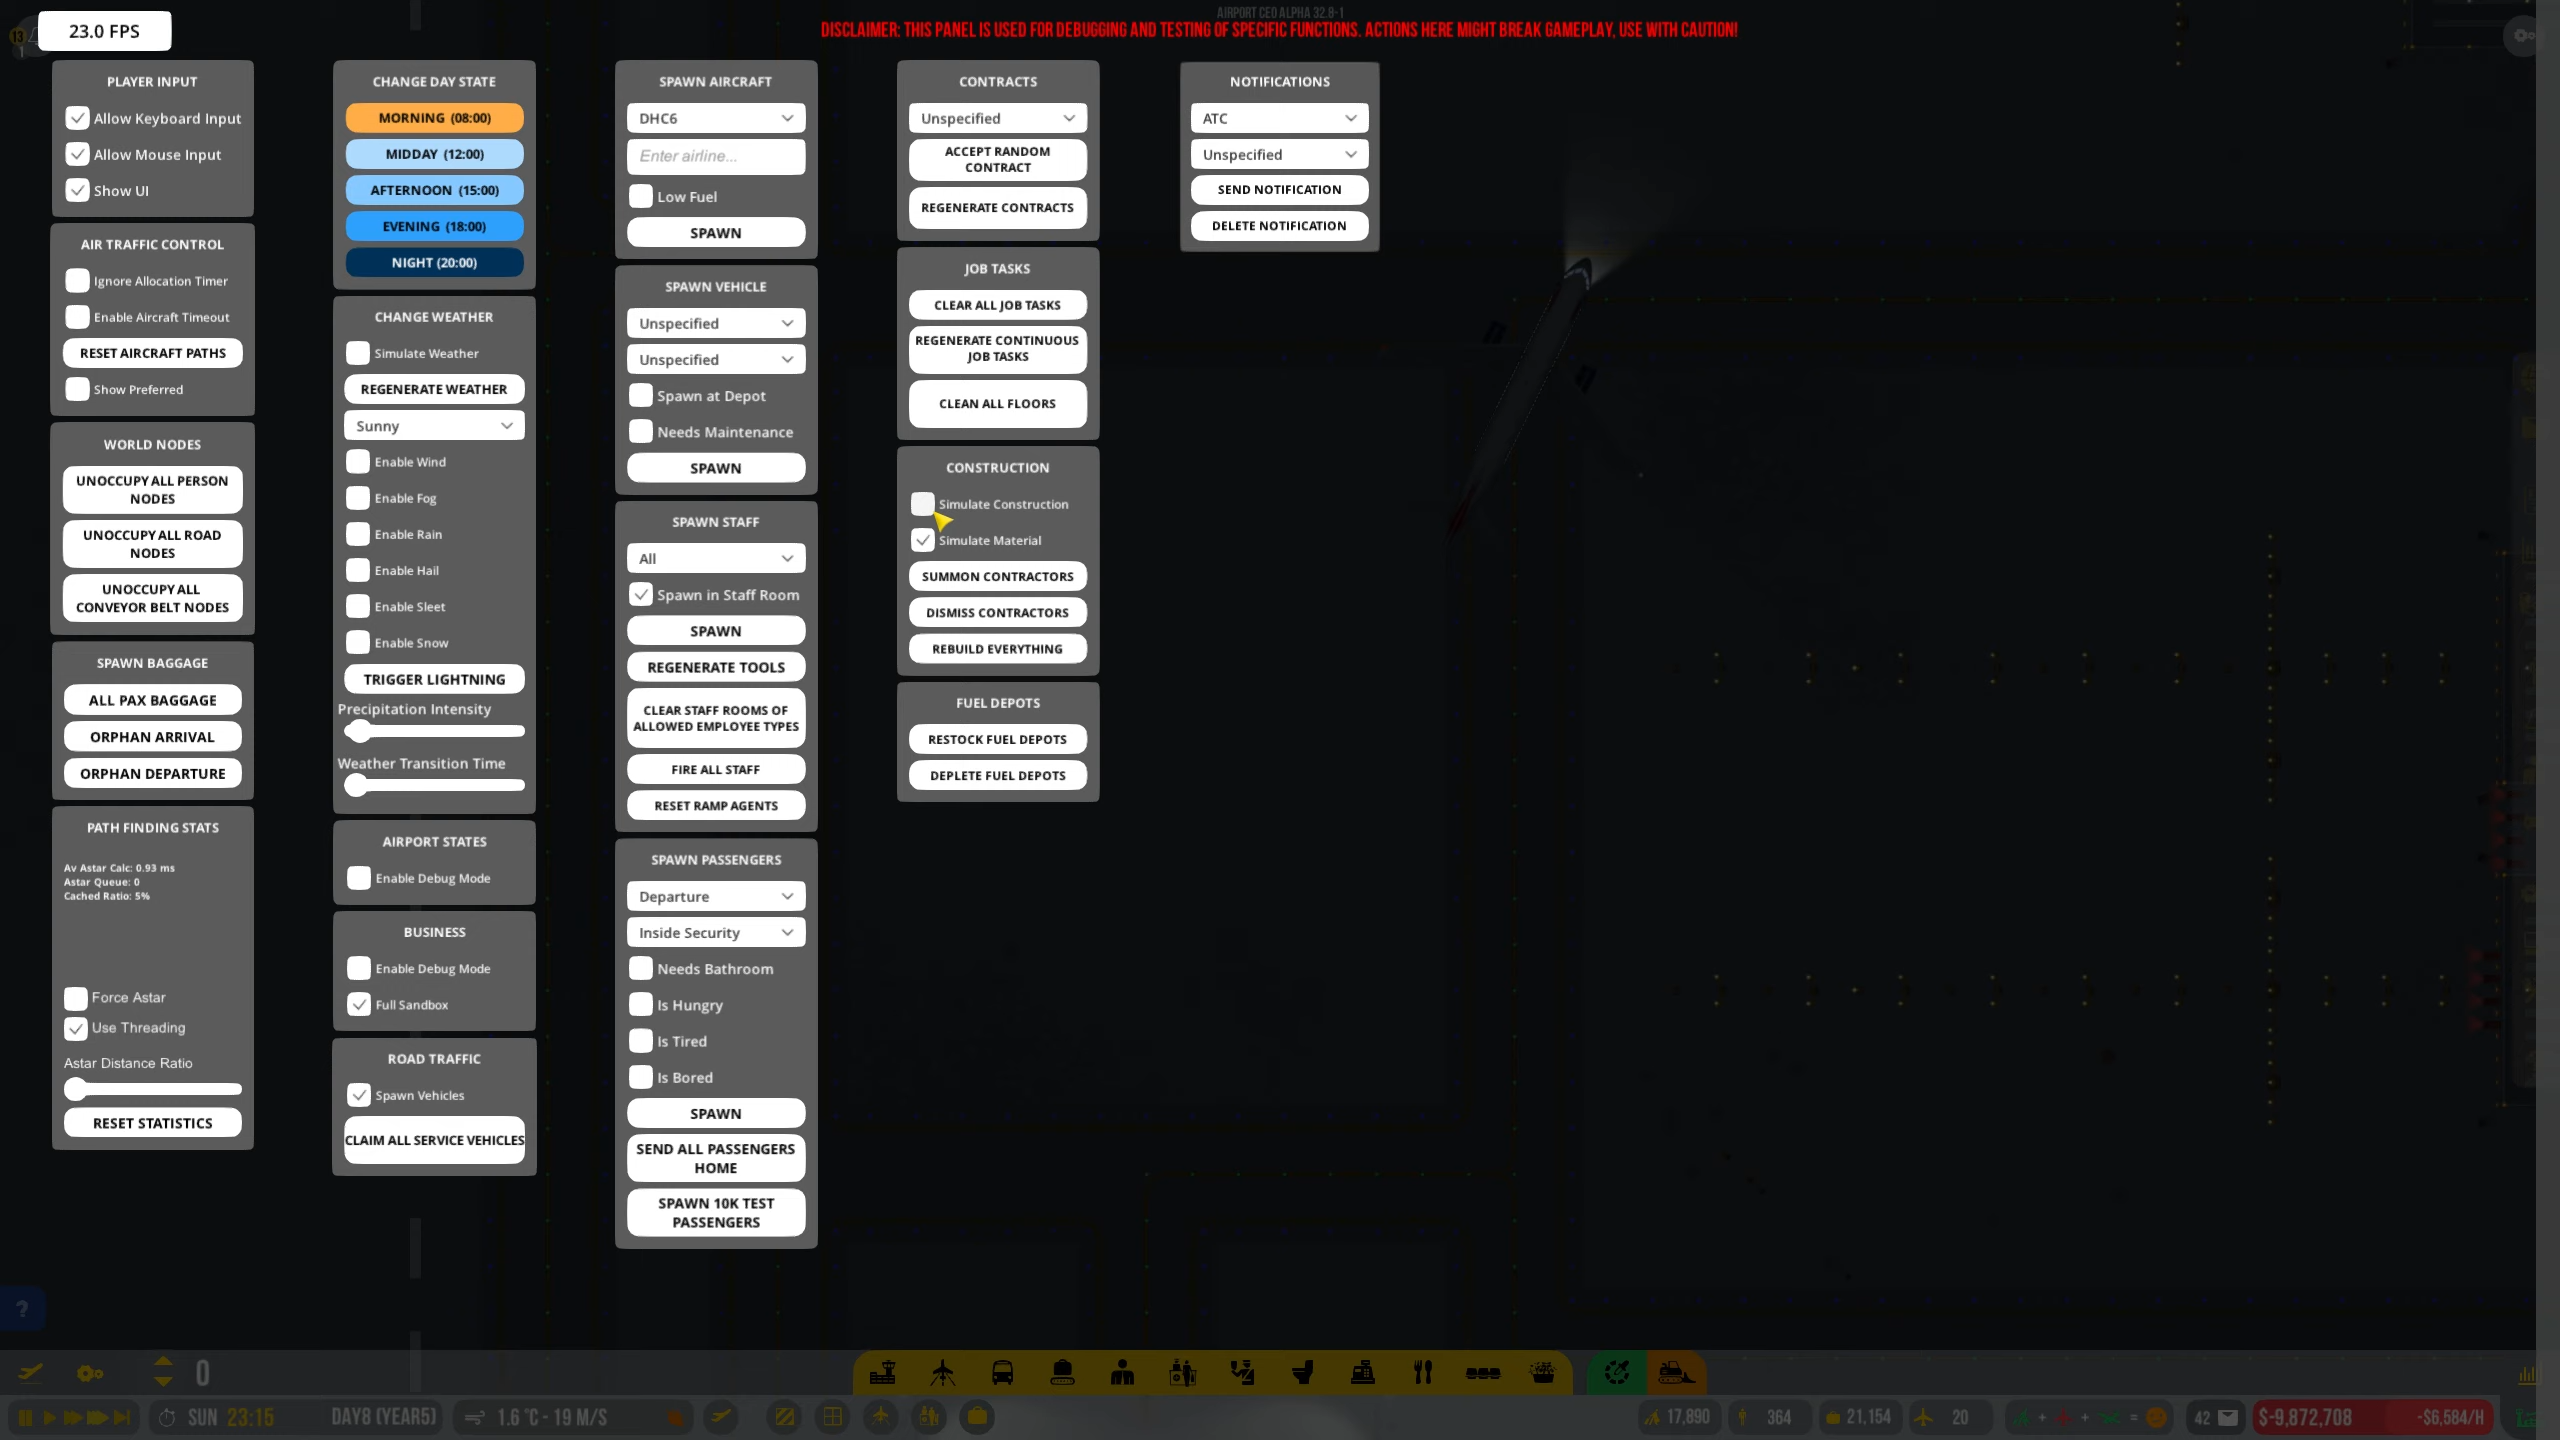 AIRPORT CEO ALPHA 32.8-1
23.0 FPS
DISCLAIMER: THIS PANEL IS USED FOR DEBUGGING AND TESTING OF SPECIFIC FUNCTIONS. ACTIONS HERE MIGHT BREAK GAMEPLAY, USE WITH CAUTION!
13
1
PLAYER INPUT
Allow Keyboard Input
Allow Mouse Input
Show UI
AIR TRAFFIC CONTROL
Ignore Allocation Timer
Enable Aircraft Timeout
RESET AIRCRAFT PATHS
Show Preferred
WORLD NODES
UNOCCUPY ALL PERSON
NODES
UNOCCUPY ALL ROAD
NODES
UNOCCUPY ALL
CONVEYOR BELT NODES
SPAWN BAGGAGE
ALL PAX BAGGAGE
ORPHAN ARRIVAL
ORPHAN DEPARTURE
PATH FINDING STATS
Av Astar Calc: 0.93 ms
Astar Queue: 0
Cached Ratio: 5%
Force Astar
Use Threading
Astar Distance Ratio
RESET STATISTICS
CHANGE DAY STATE
MORNING (08:00)
MIDDAY (12:00)
AFTERNOON (15:00)
EVENING (18:00)
NIGHT (20:00)
CHANGE WEATHER
Simulate Weather
REGENERATE WEATHER
Sunny
Enable Wind
Enable Fog
Enable Rain
Enable Hail
Enable Sleet
Enable Snow
TRIGGER LIGHTNING
Precipitation Intensity
Weather Transition Time
AIRPORT STATES
Enable Debug Mode
BUSINESS
Enable Debug Mode
Full Sandbox
ROAD TRAFFIC
Spawn Vehicles
CLAIM ALL SERVICE VEHICLES
SPAWN AIRCRAFT
DHC6
Enter airline...
Low Fuel
SPAWN
SPAWN VEHICLE
Unspecified
Unspecified
Spawn at Depot
Needs Maintenance
SPAWN
SPAWN STAFF
All
Spawn in Staff Room
SPAWN
REGENERATE TOOLS
CLEAR STAFF ROOMS OF
ALLOWED EMPLOYEE TYPES
FIRE ALL STAFF
RESET RAMP AGENTS
SPAWN PASSENGERS
Departure
Inside Security
Needs Bathroom
Is Hungry
Is Tired
Is Bored
SPAWN
SEND ALL PASSENGERS
HOME
SPAWN 10K TEST
PASSENGERS
CONTRACTS
Unspecified
ACCEPT RANDOM
CONTRACT
REGENERATE CONTRACTS
JOB TASKS
CLEAR ALL JOB TASKS
REGENERATE CONTINUOUS
JOB TASKS
CLEAN ALL FLOORS
CONSTRUCTION
Simulate Construction
Simulate Material
SUMMON CONTRACTORS
DISMISS CONTRACTORS
REBUILD EVERYTHING
FUEL DEPOTS
RESTOCK FUEL DEPOTS
DEPLETE FUEL DEPOTS
NOTIFICATIONS
ATC
Unspecified
SEND NOTIFICATION
DELETE NOTIFICATION
?
0
SUN 23:15
DAY8 (YEAR5)
1.6 °C - 19 M/S
17,890
364
21,154
20
+ + =
42
$-9,872,708
-$6,584/H